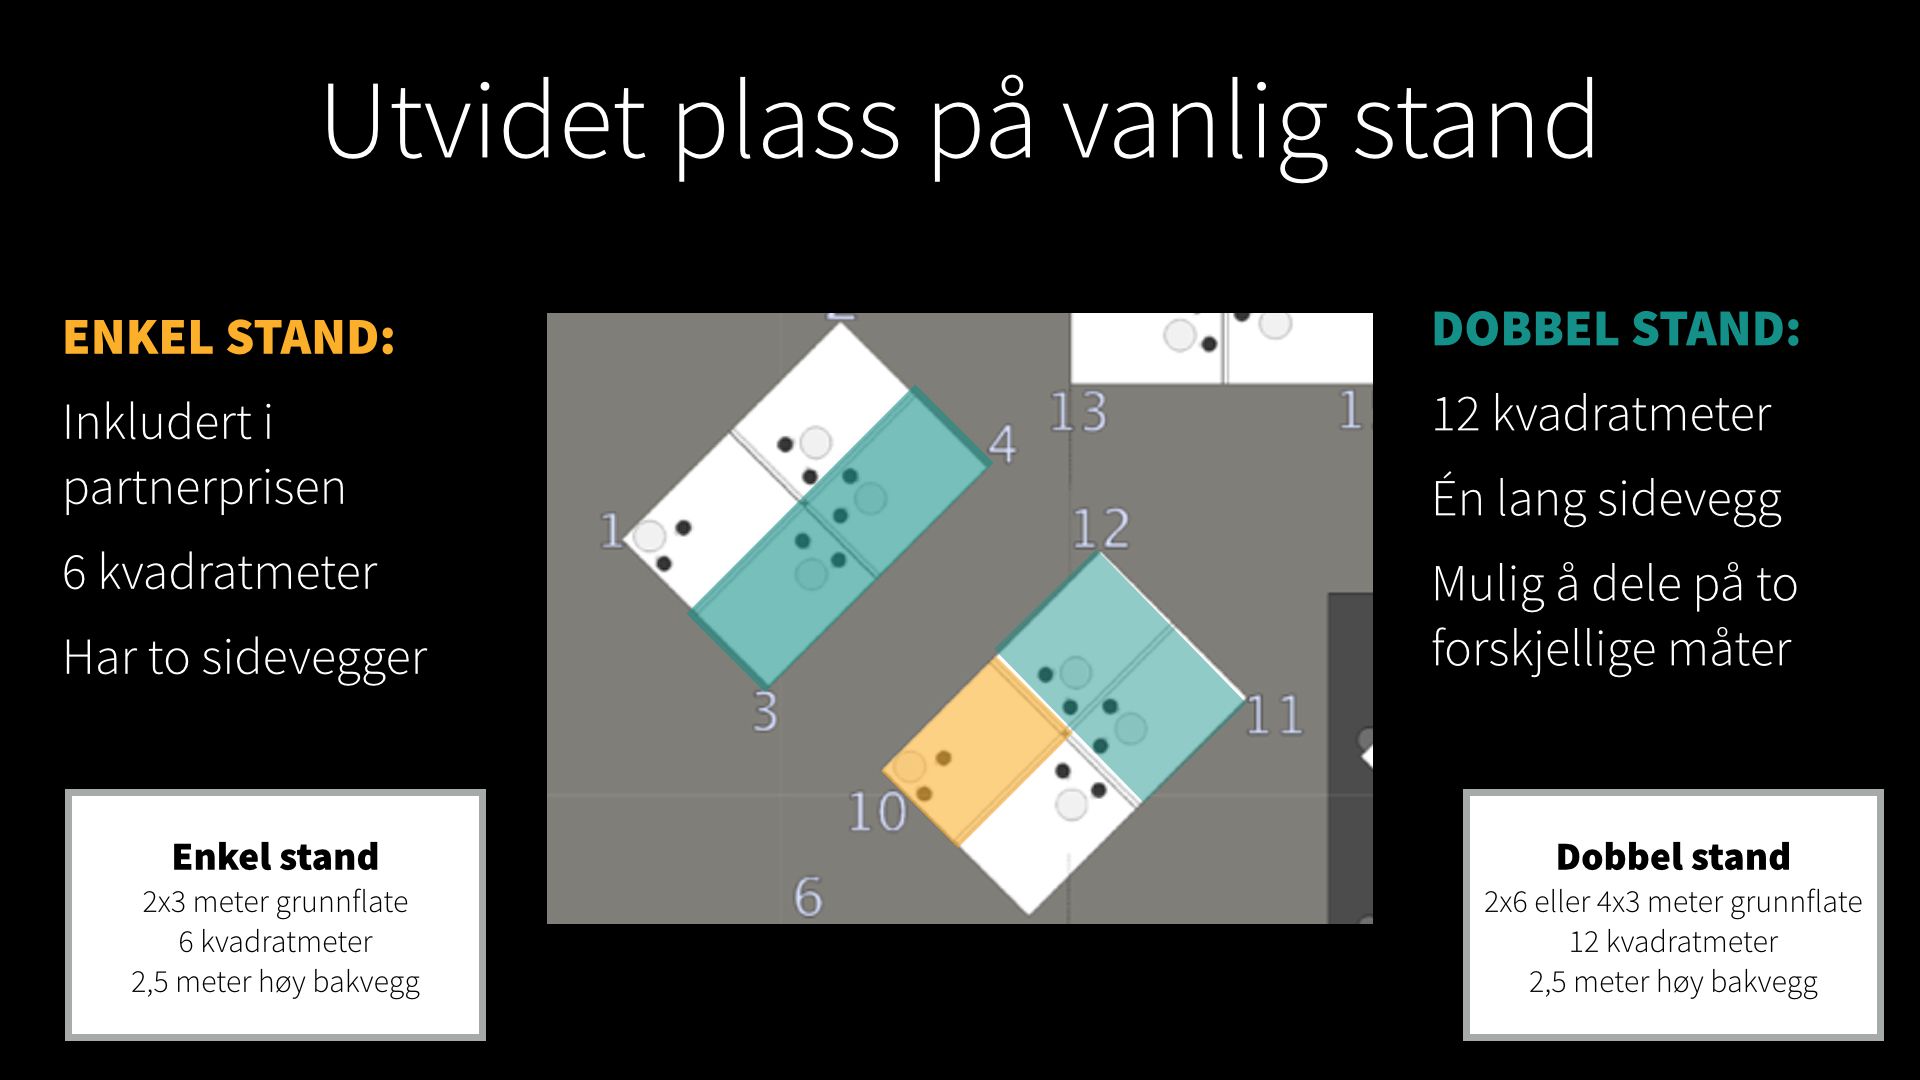 Utvidet plass på vanlig stand
ENKEL STAND:
Inkludert i
partnerprisen
6 kvadratmeter
Har to sidevegger
Enkel stand
2x3 meter grunnflate
6 kvadratmeter
2,5 meter høy bakvegg
1
4
3
13
12
11
10
6
DOBBEL STAND:
12 kvadratmeter
Én lang sidevegg
Mulig å dele på to
forskjellige måter
Dobbel stand
2x6 eller 4x3 meter grunnflate
12 kvadratmeter
2,5 meter høy bakvegg